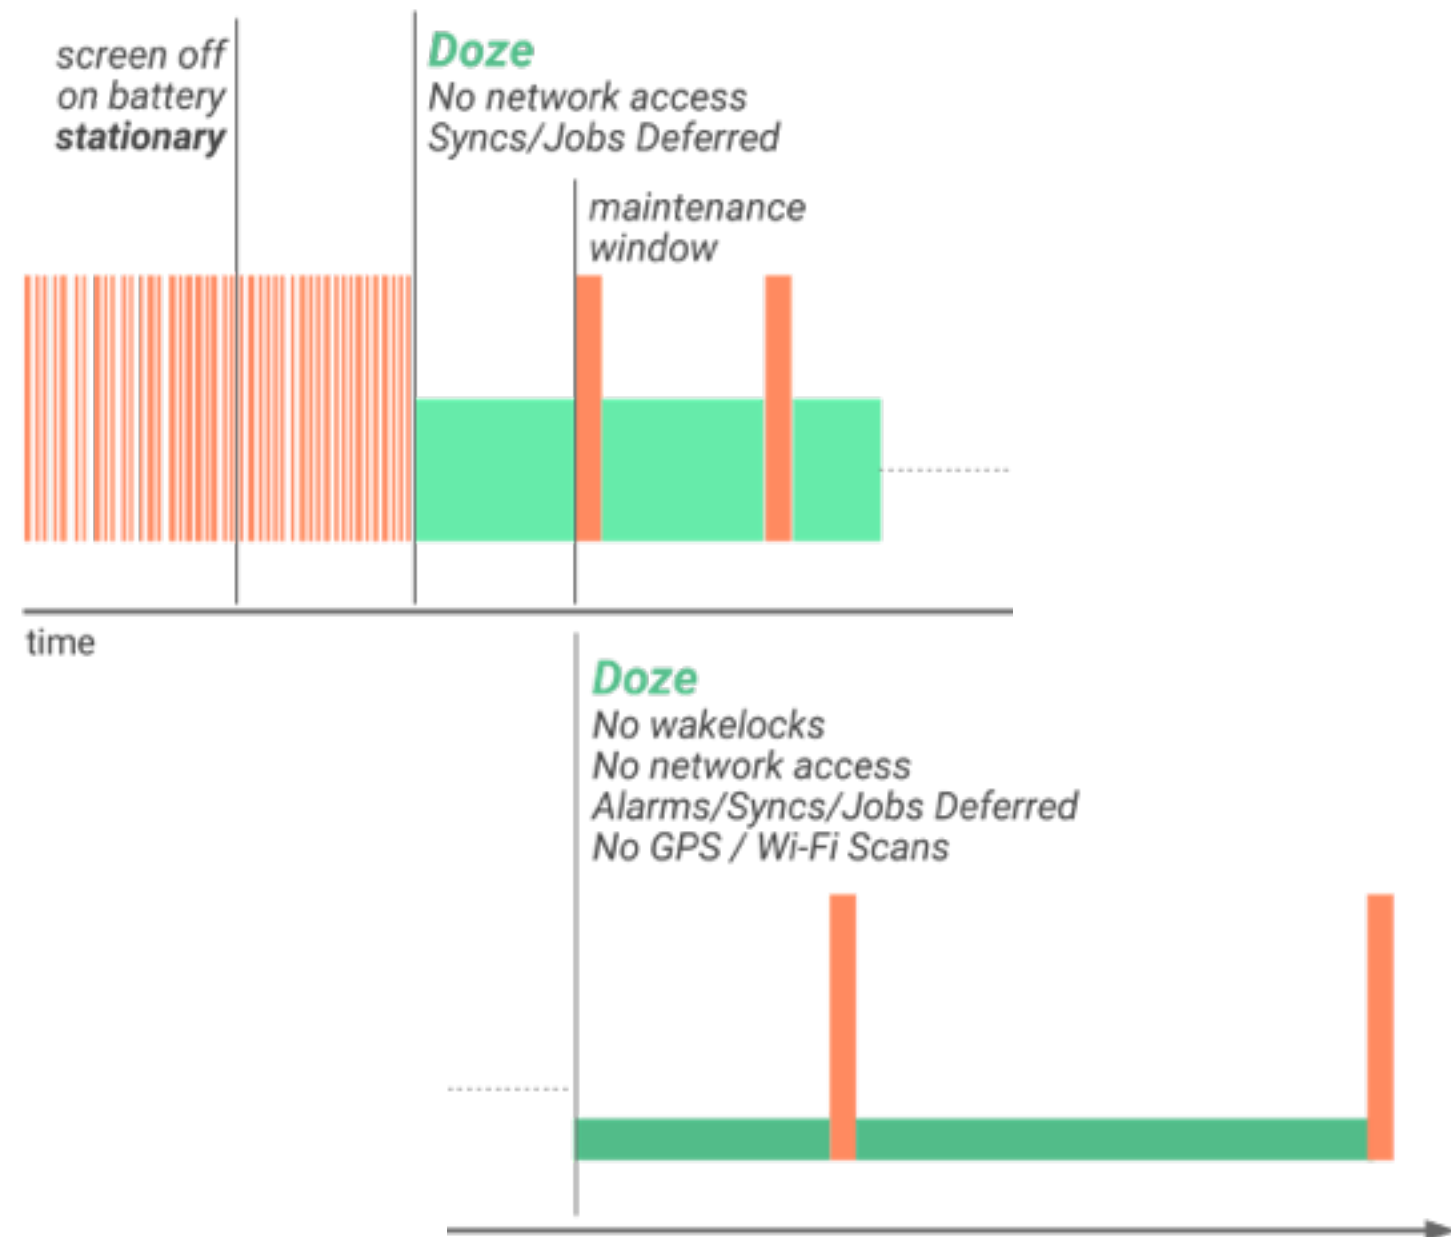 screen off
on battery
stationary
Doze
No network access
Syncs/Jobs Deferred
maintenance
window
time
Doze
No wakelocks
No network access
Alarms/Syncs/Jobs Deferred
No GPS / Wi-Fi Scans